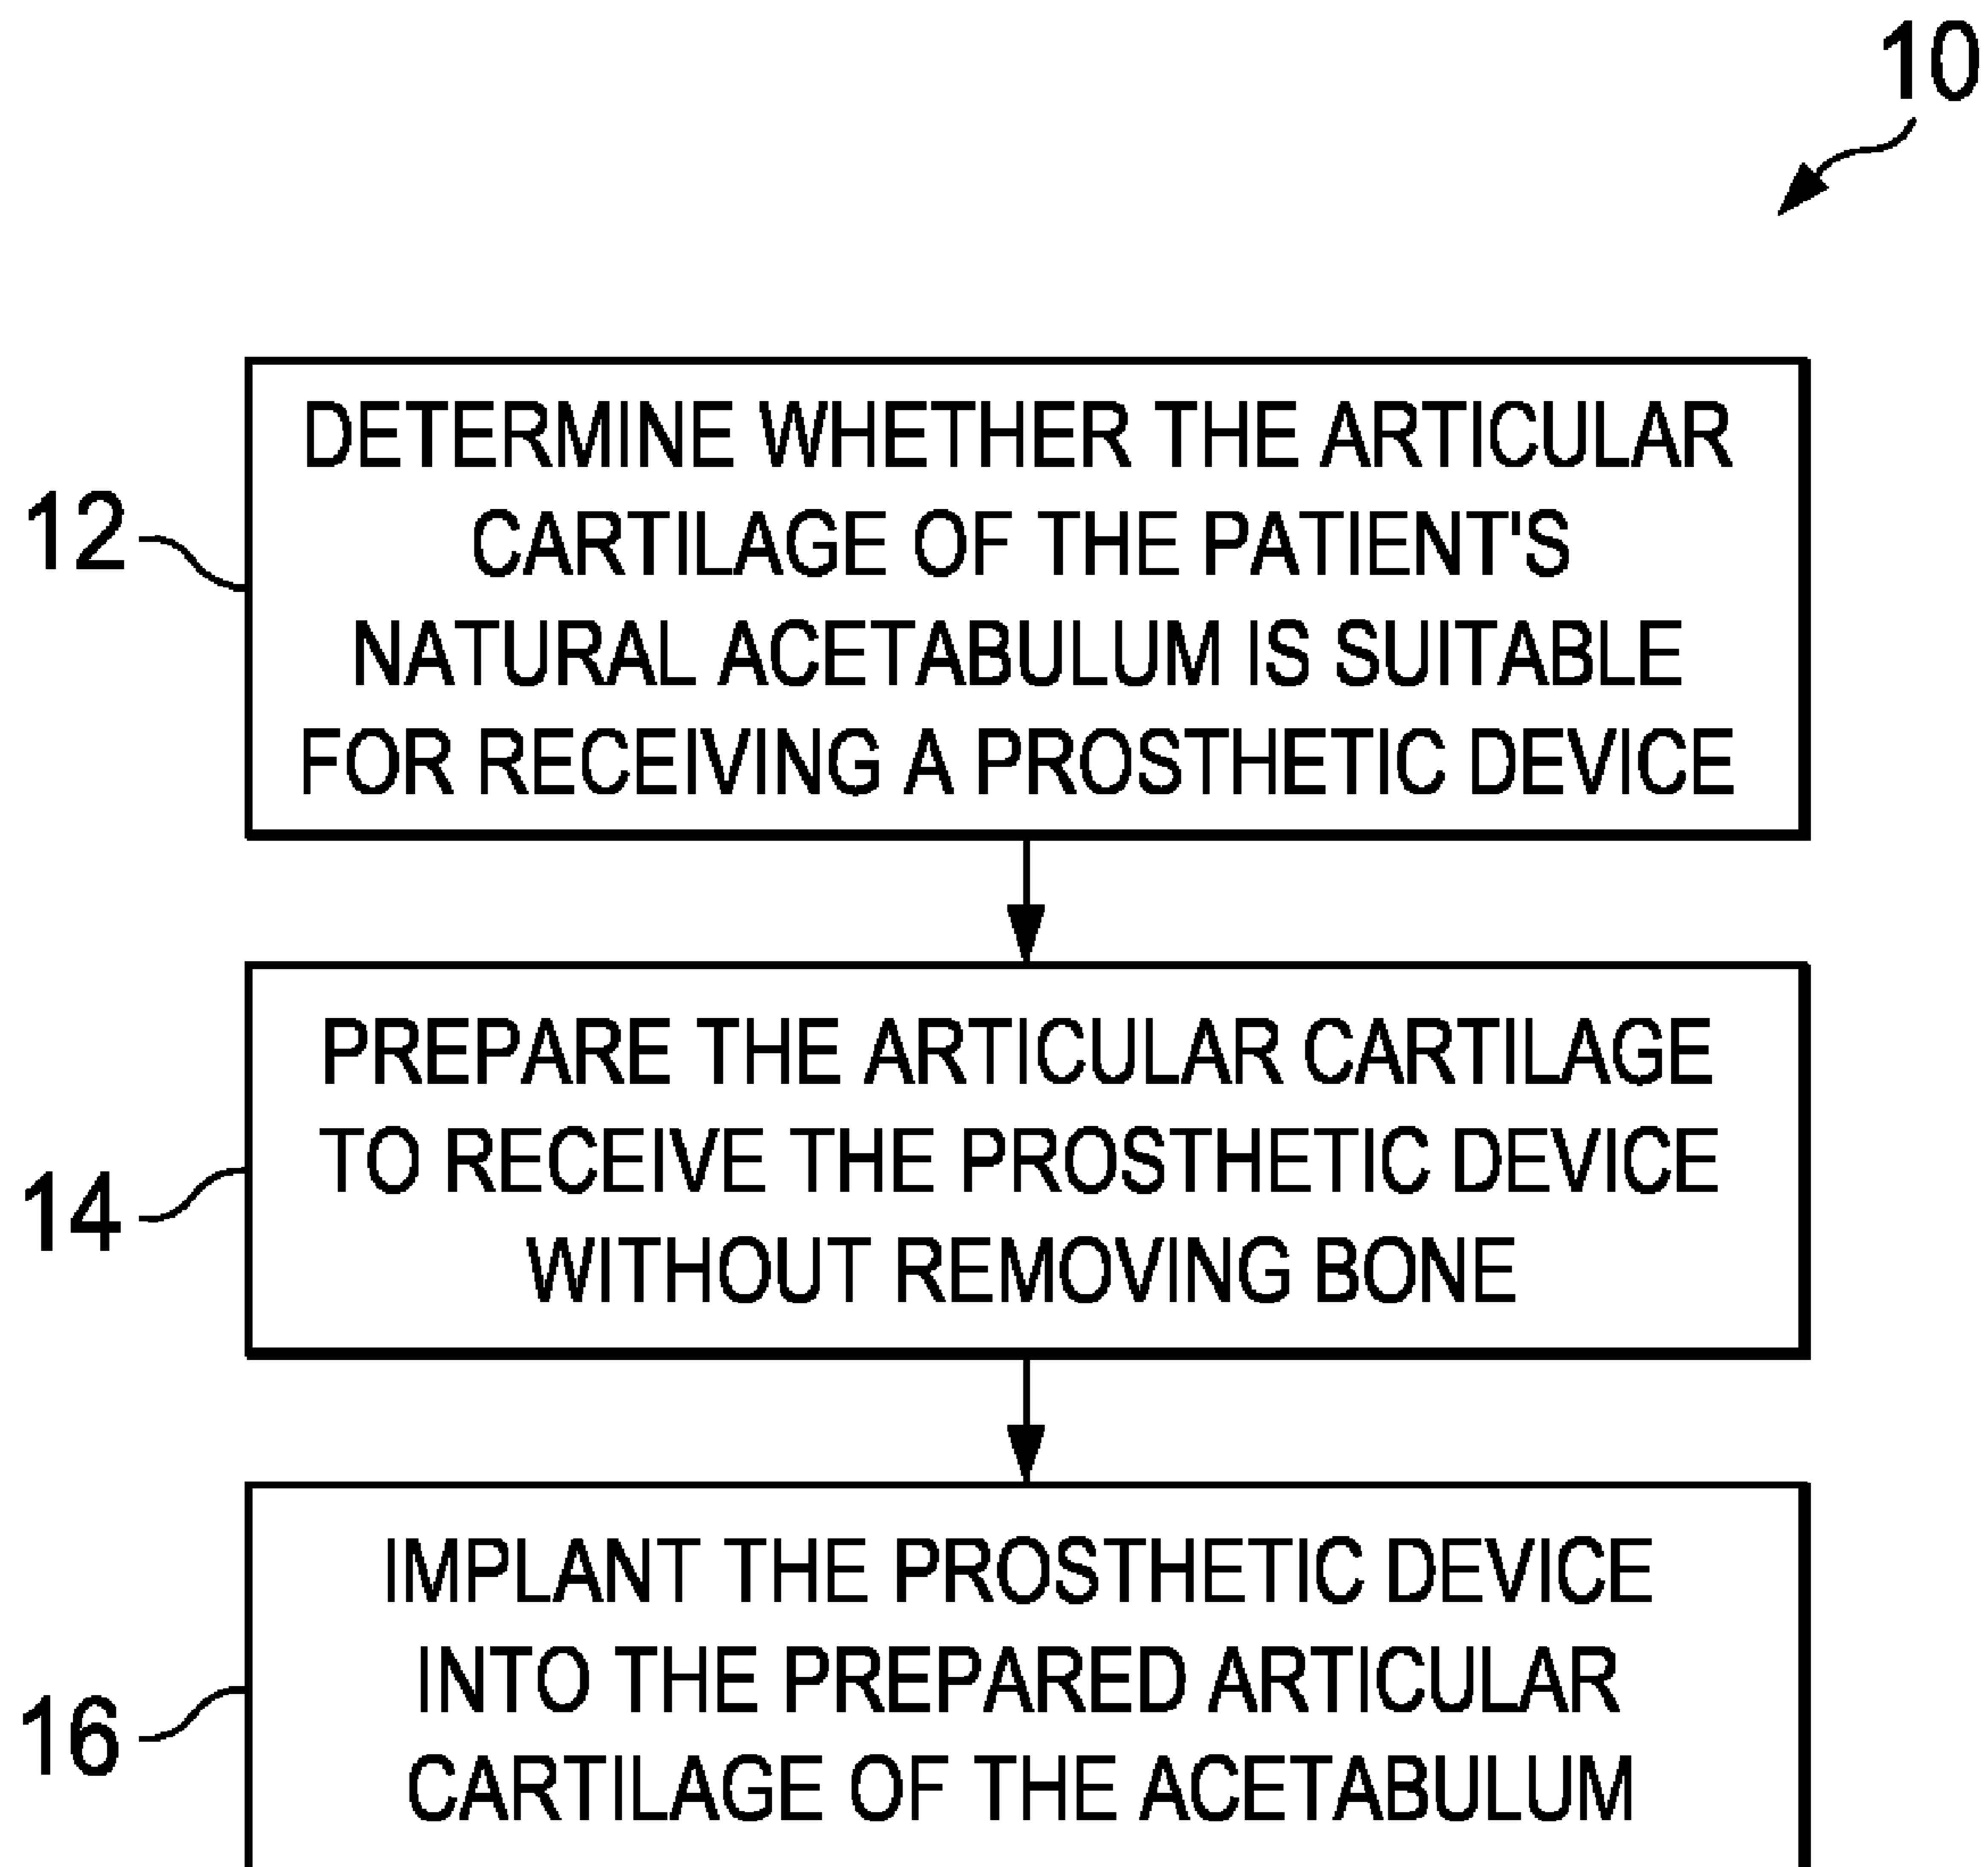 10
12
DETERMINE WHETHER THE ARTICULAR
CARTILAGE OF THE PATIENT'S
NATURAL ACETABULUM IS SUITABLE
FOR RECEIVING A PROSTHETIC DEVICE
14
PREPARE THE ARTICULAR CARTILAGE
TO RECEIVE THE PROSTHETIC DEVICE
WITHOUT REMOVING BONE
16
IMPLANT THE PROSTHETIC DEVICE
INTO THE PREPARED ARTICULAR
CARTILAGE OF THE ACETABULUM